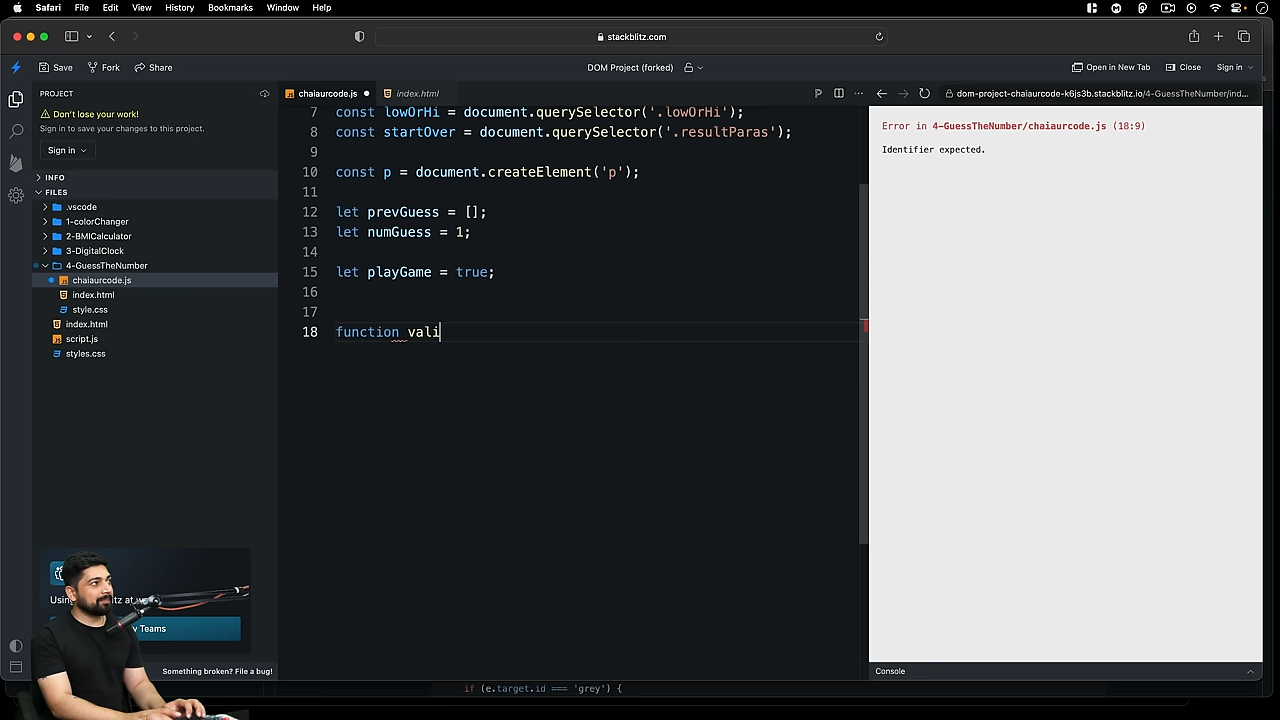 Safari File Edit View History Bookmarks Window Help
stackblitz.com
Save Fork Share DOM Project (forked) Open in New Tab Close Sign in
PROJECT
Don't lose your work!
Sign in to save your changes to this project.
Sign in
INFO
FILES
.vscode
1-colorChanger
2-BMICalculator
3-DigitalClock
4-GuessTheNumber
chaiaurcode.js
index.html
style.css
index.html
script.js
styles.css
Teams
Something broken? File a bug!
chaiaurcode.js index.html
7 const lowOrHi = document.querySelector('.lowOrHi');
8 const startOver = document.querySelector('.resultParas');
9
10 const p = document.createElement('p');
11
12 let prevGuess = [];
13 let numGuess = 1;
14
15 let playGame = true;
16
17
18 function vali
dom-project-chaiaurcode-k6js3b.stackblitz.io/4-GuessTheNumber/ind...
Error in 4-GuessTheNumber/chaiaurcode.js (18:9)
Identifier expected.
Console
if (e.target.id === 'grey') {